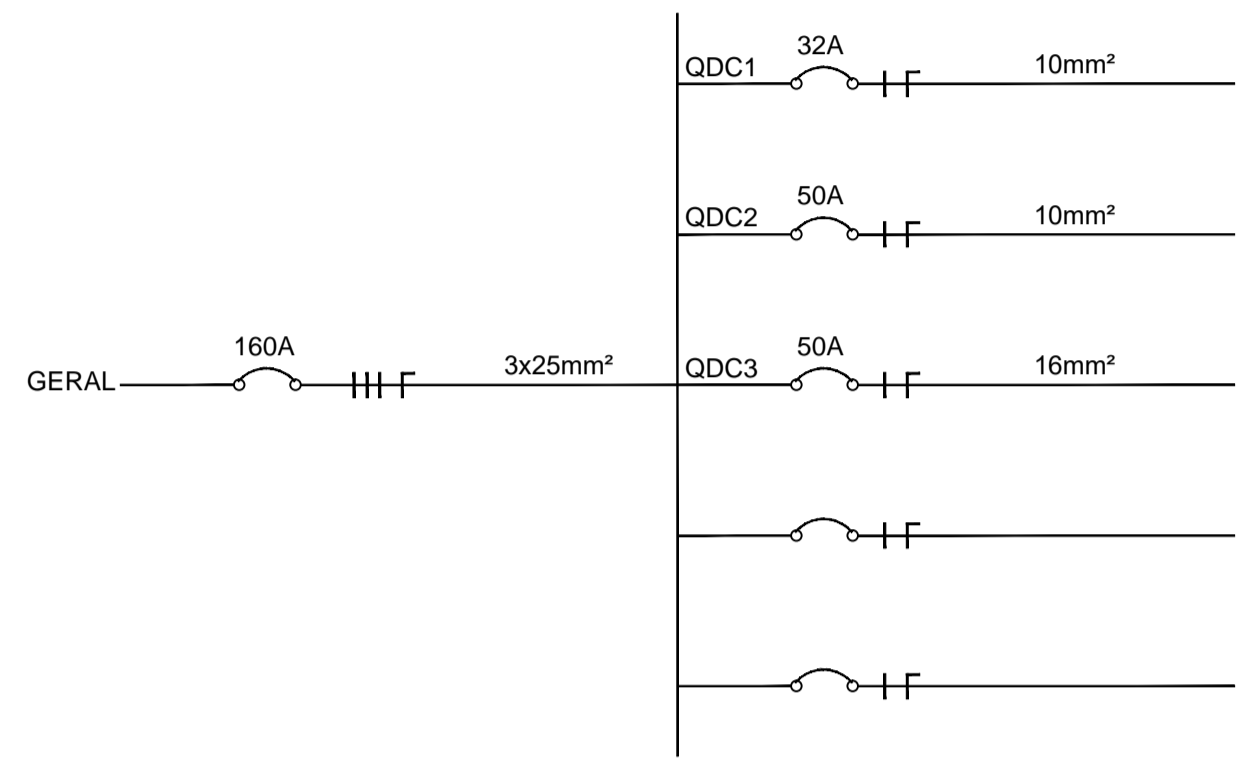 32A
QDC1
10mm²
50A
QDC2
10mm²
160A
GERAL
3x25mm²
50A
QDC3
16mm²